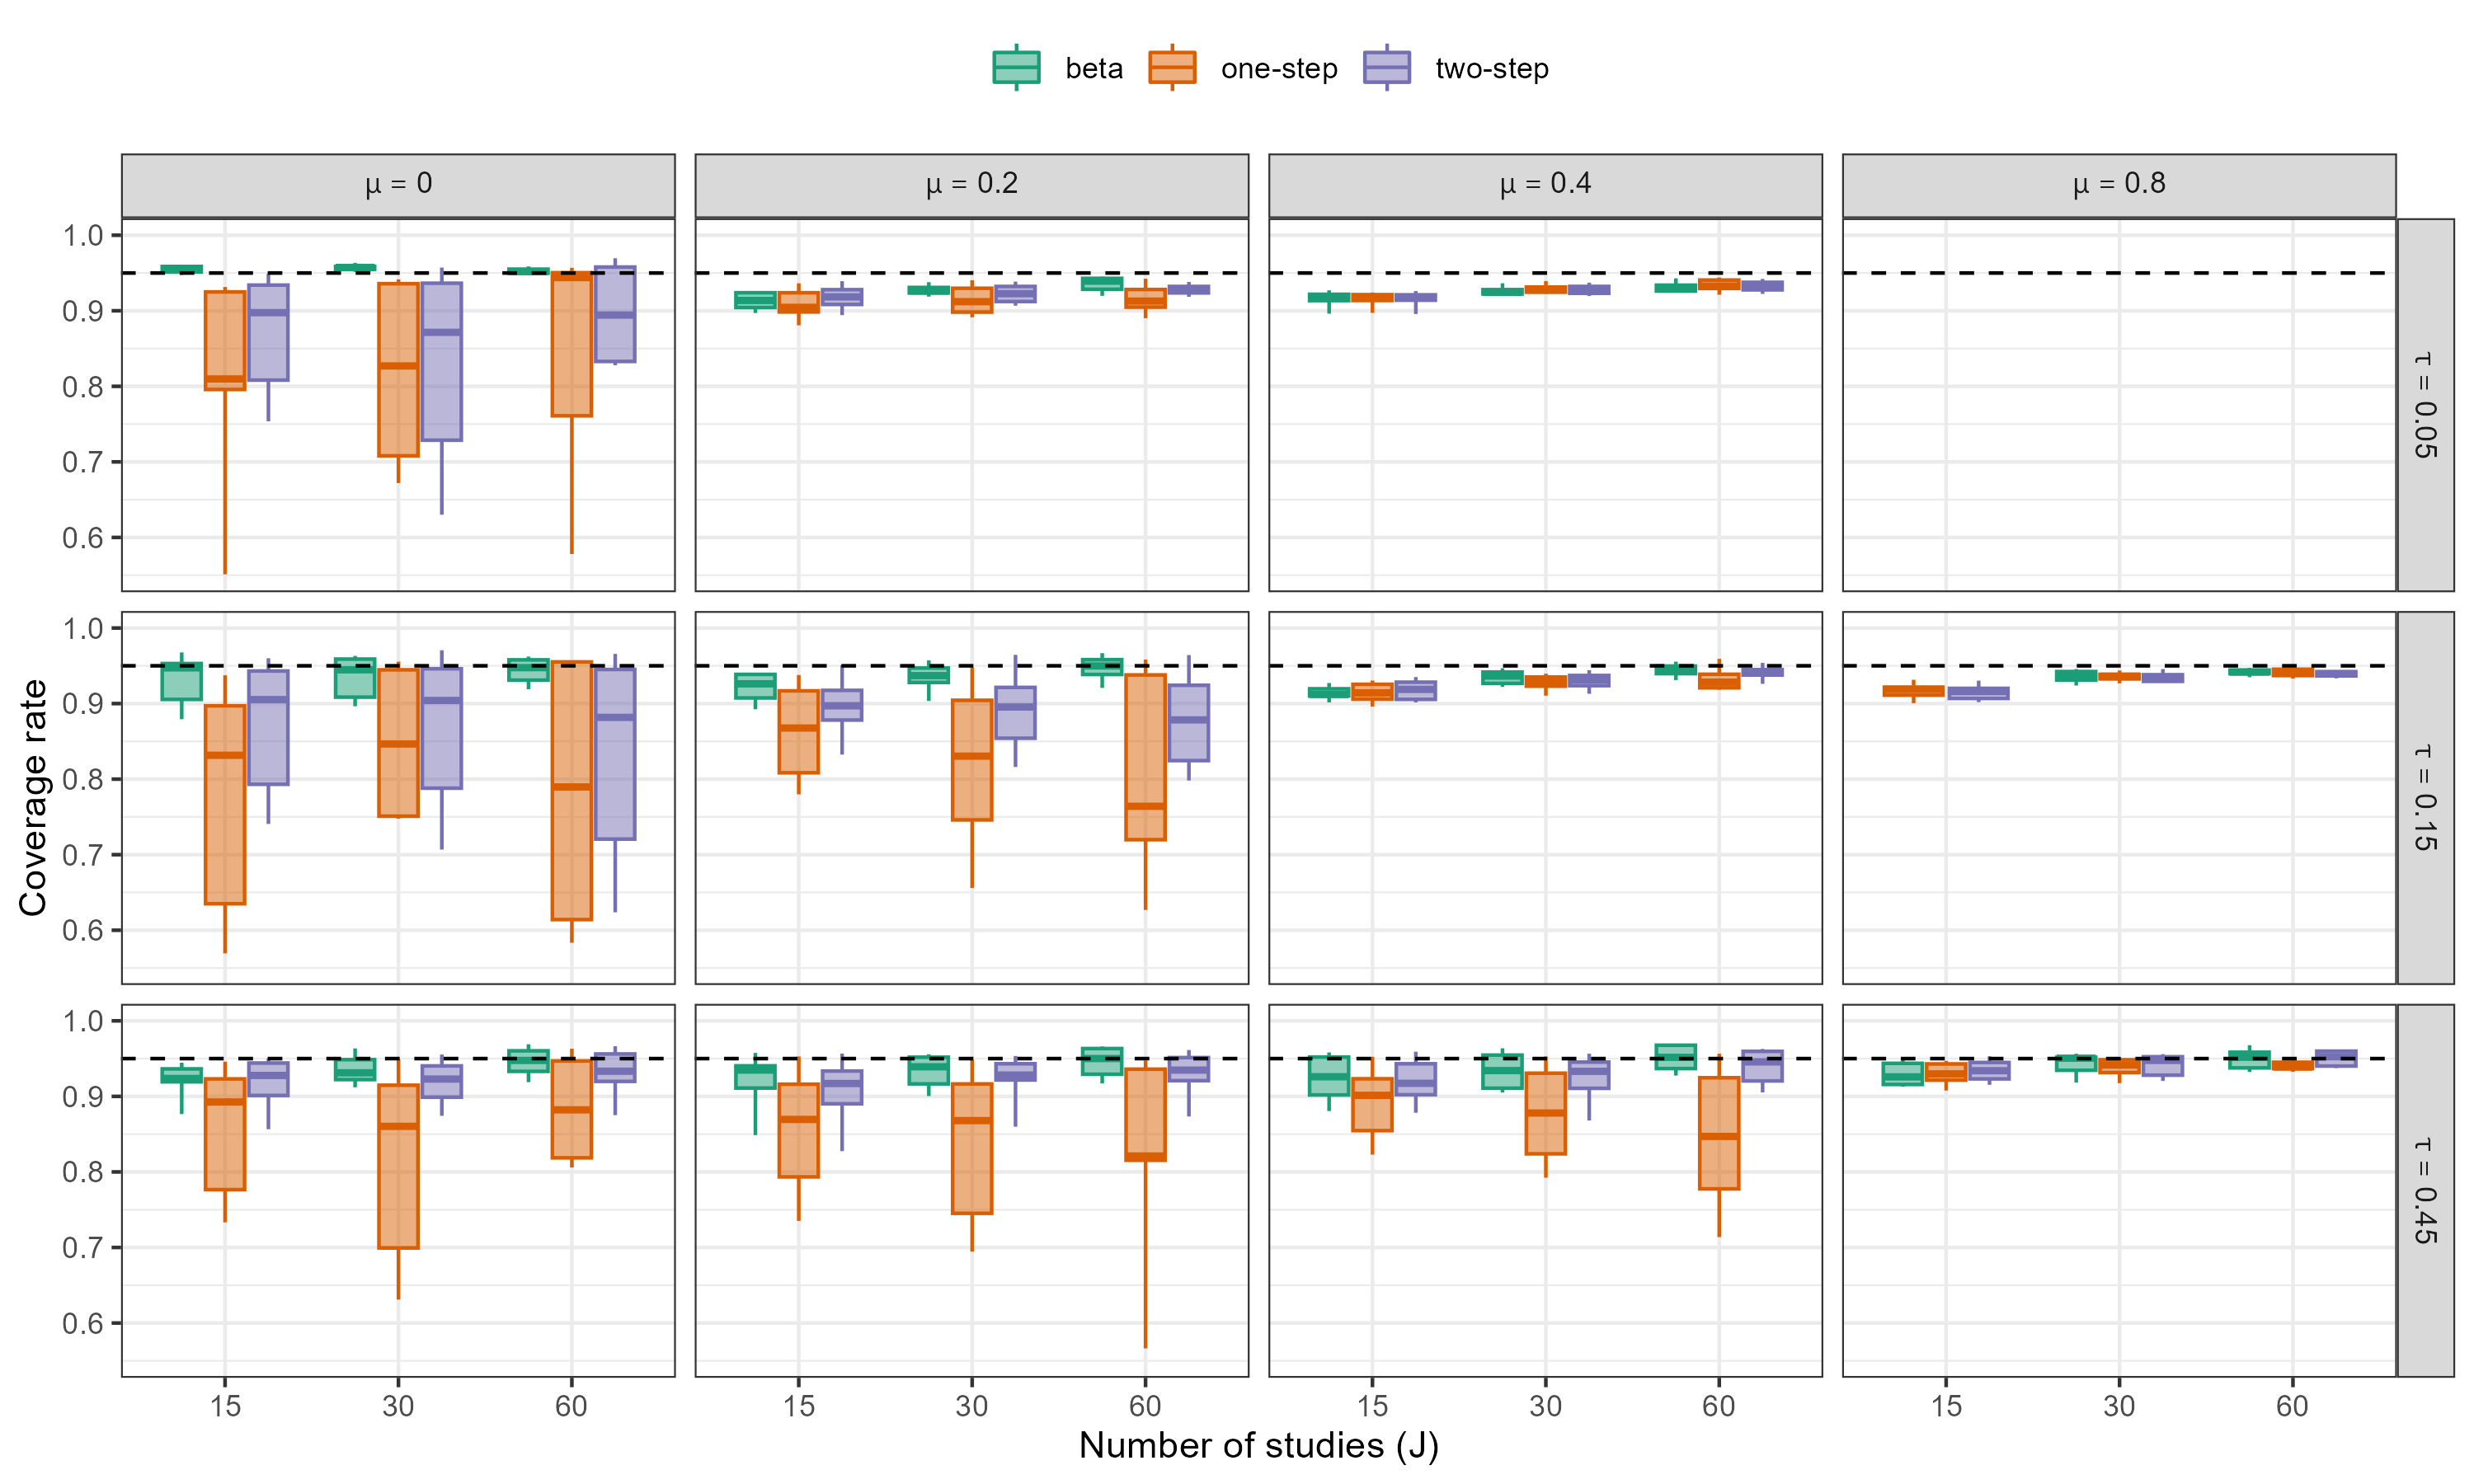 beta one-step two-step
μ = 0 μ = 0.2 μ = 0.4 μ = 0.8
1.0
0.9
0.8
0.7
0.6
τ = 0.05
1.0
0.9
0.8
0.7
0.6
τ = 0.15
1.0
0.9
0.8
0.7
0.6
τ = 0.45
Coverage rate
15 30 60 15 30 60 15 30 60 15 30 60
Number of studies (J)